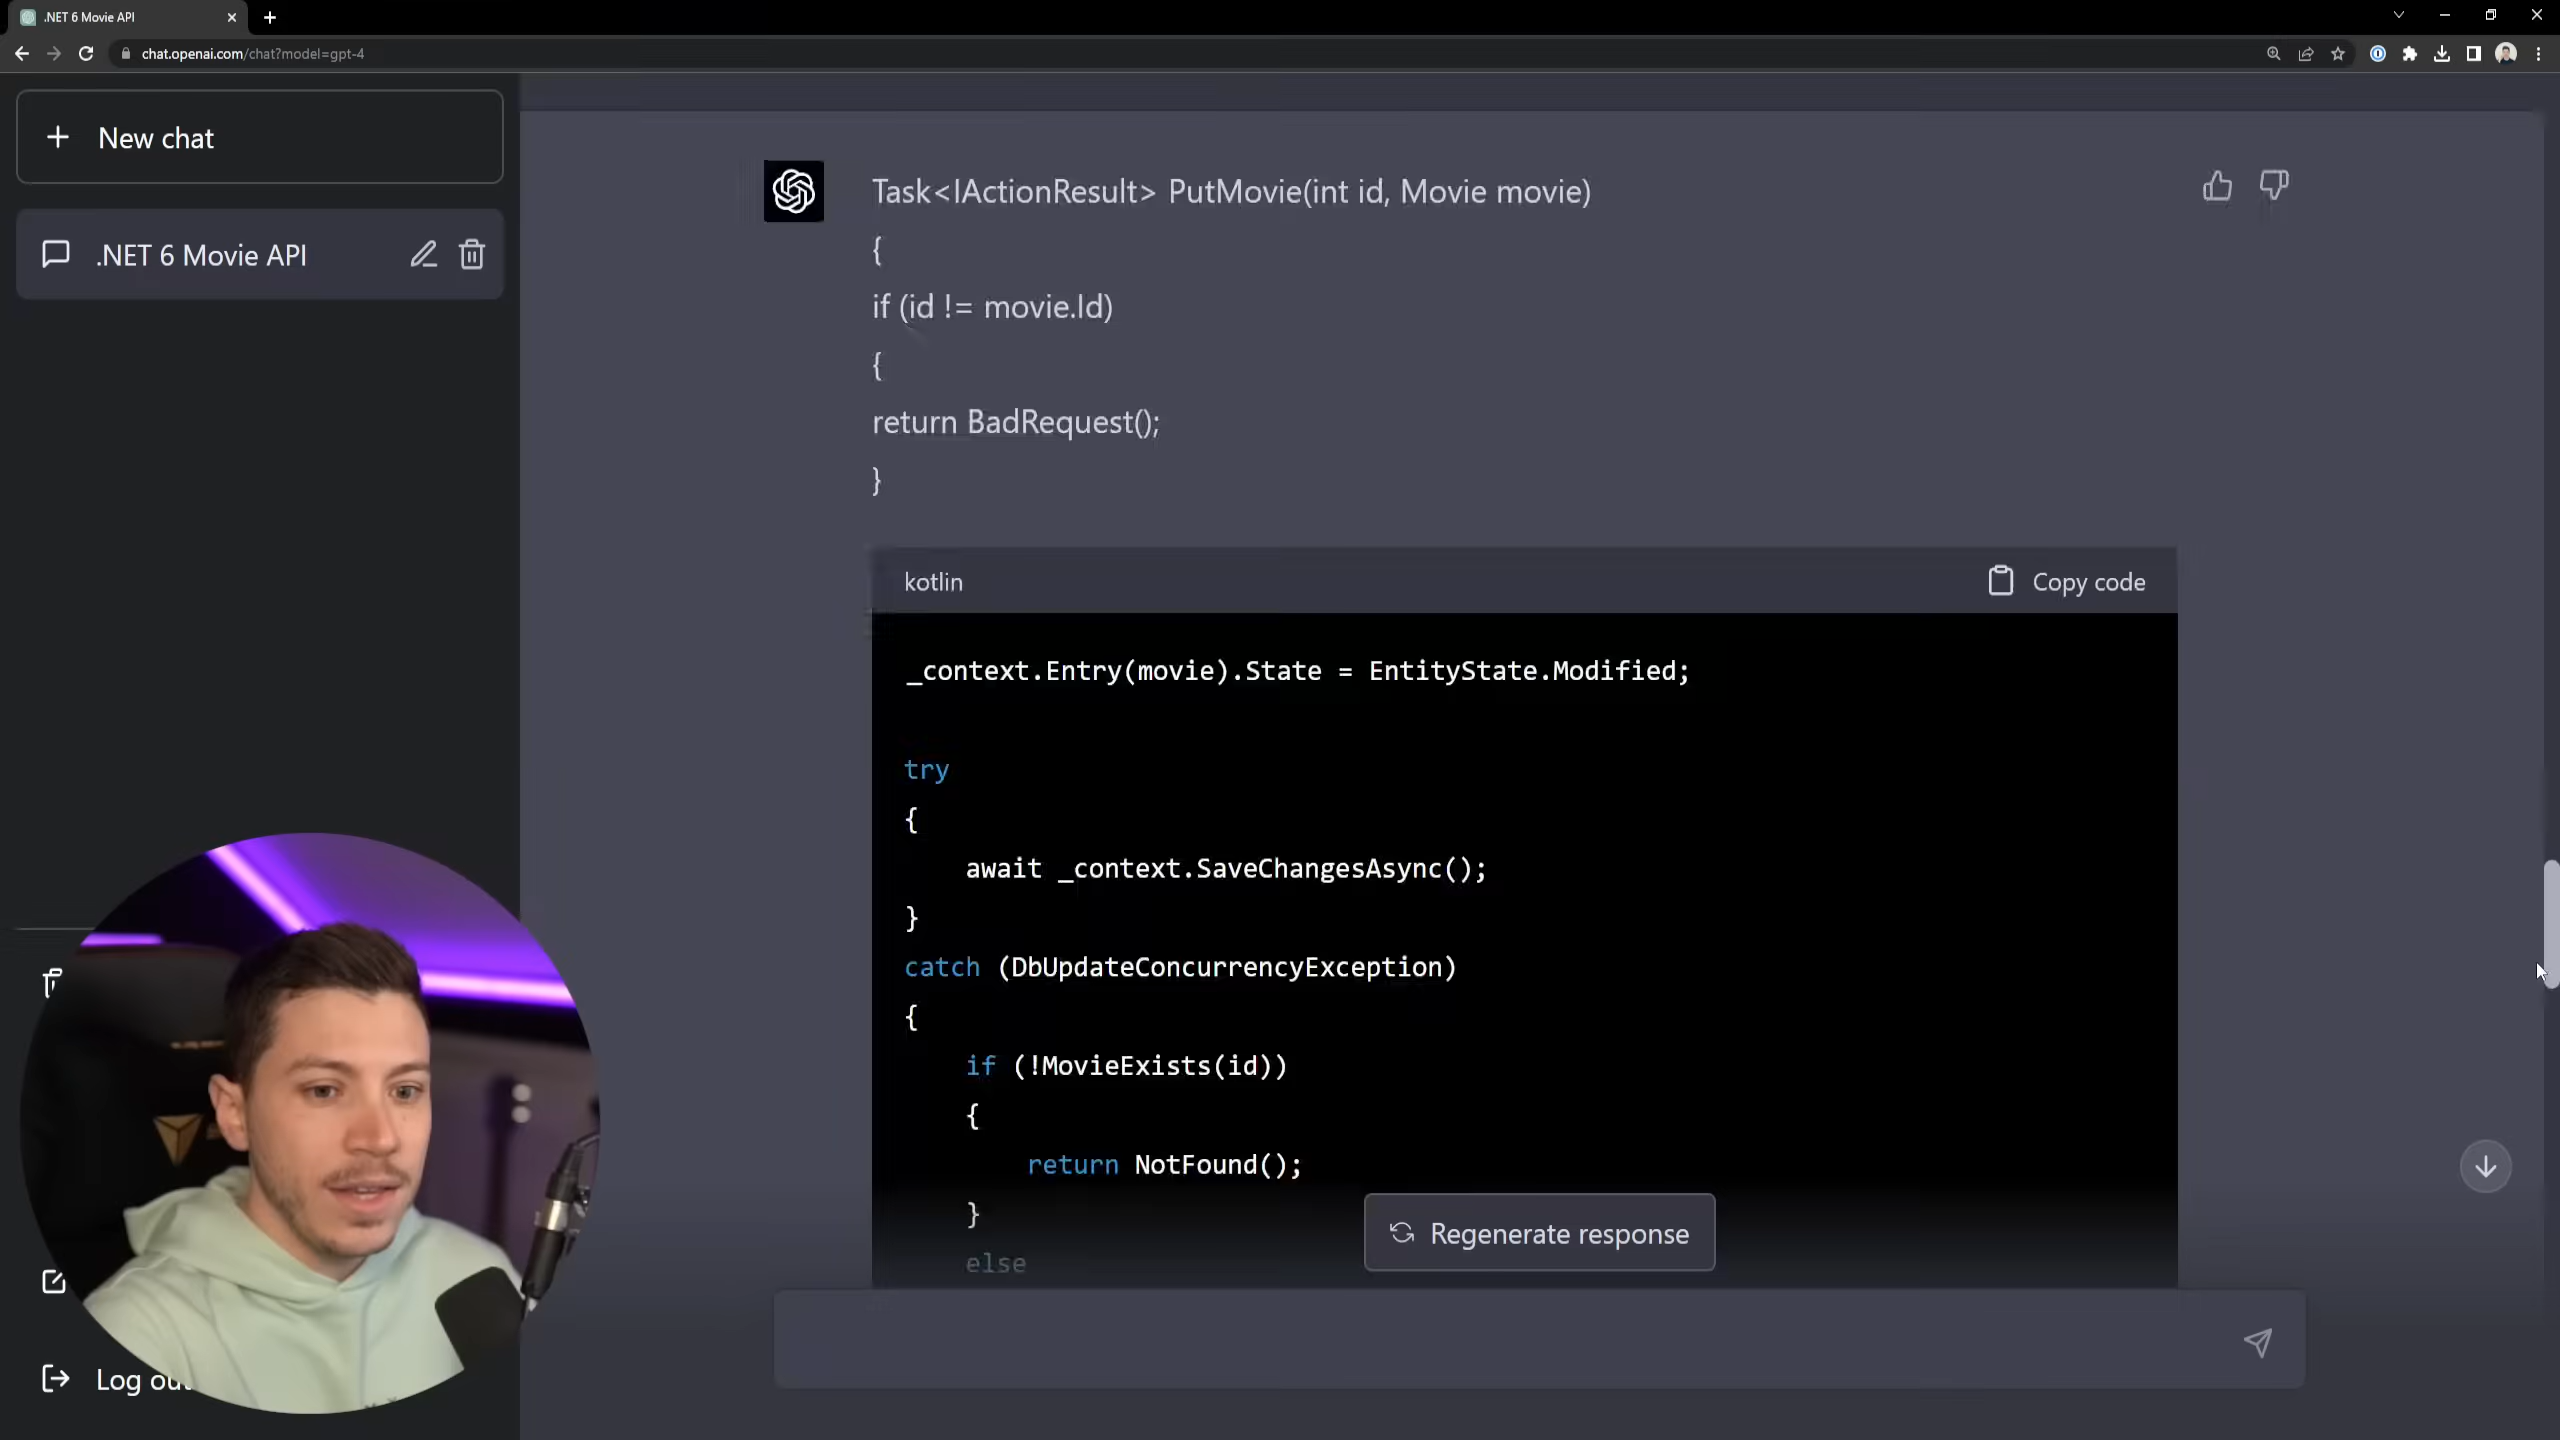 .NET 6 Movie API
chat.openai.com/chat?model=gpt-4
New chat
.NET 6 Movie API
Log out
Task<IActionResult> PutMovie(int id, Movie movie)
{
if (id != movie.Id)
{
return BadRequest();
}
kotlin
Copy code
_context.Entry(movie).State = EntityState.Modified;
try
{
await _context.SaveChangesAsync();
}
catch (DbUpdateConcurrencyException)
{
if (!MovieExists(id))
{
return NotFound();
}
else
Regenerate response